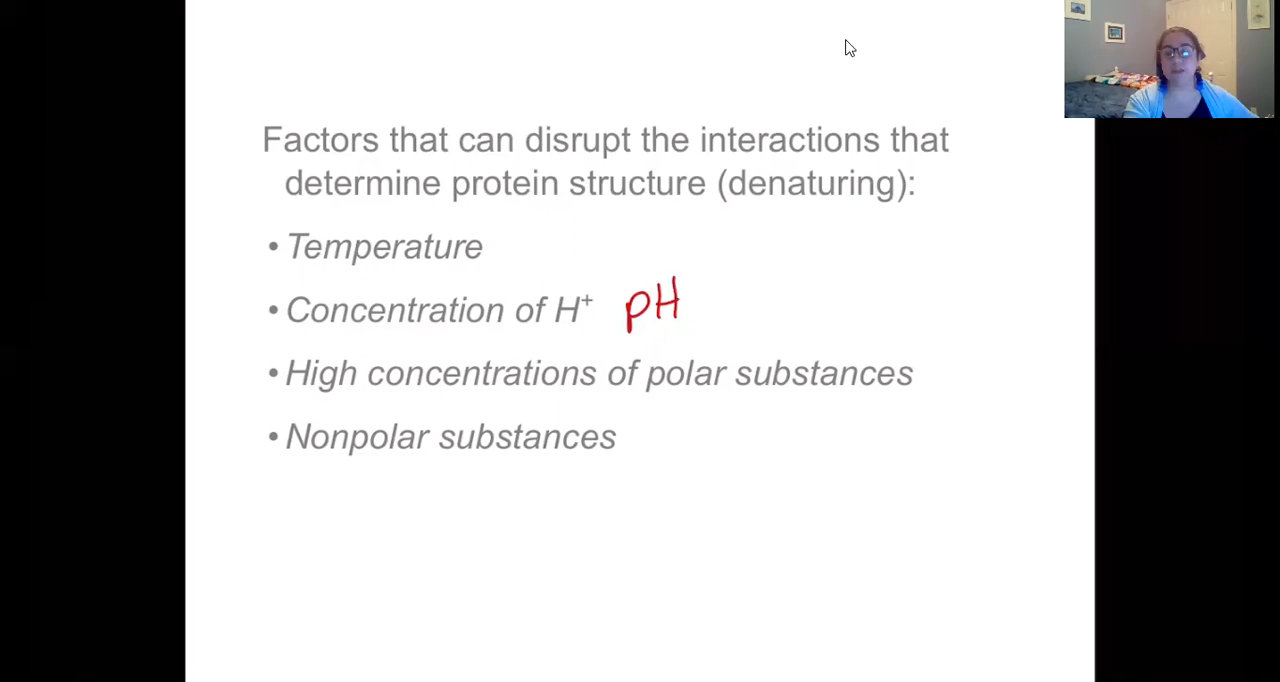 Factors that can disrupt the interactions that
determine protein structure (denaturing):
• Temperature
• Concentration of H⁺ pH
• High concentrations of polar substances
• Nonpolar substances